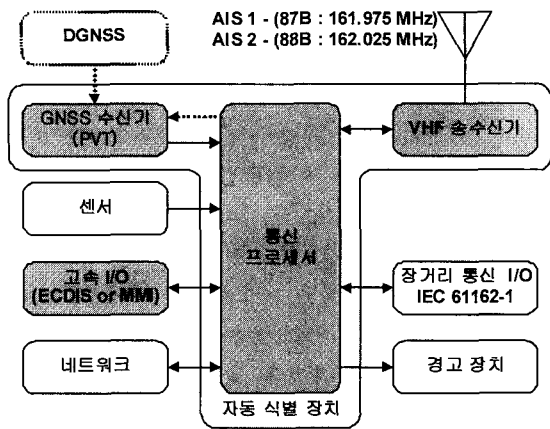 DGNSS
AIS 1 - (87B : 161.975 MHz)
AIS 2 - (88B : 162.025 MHz)
GNSS 수신기
(PVT)
VHF 송수신기
센서
통신
프로세서
고속 I/O
(ECDIS or MMI)
장거리 통신 I/O
IEC 61162-1
네트워크
경고 장치
자동 식별 장치